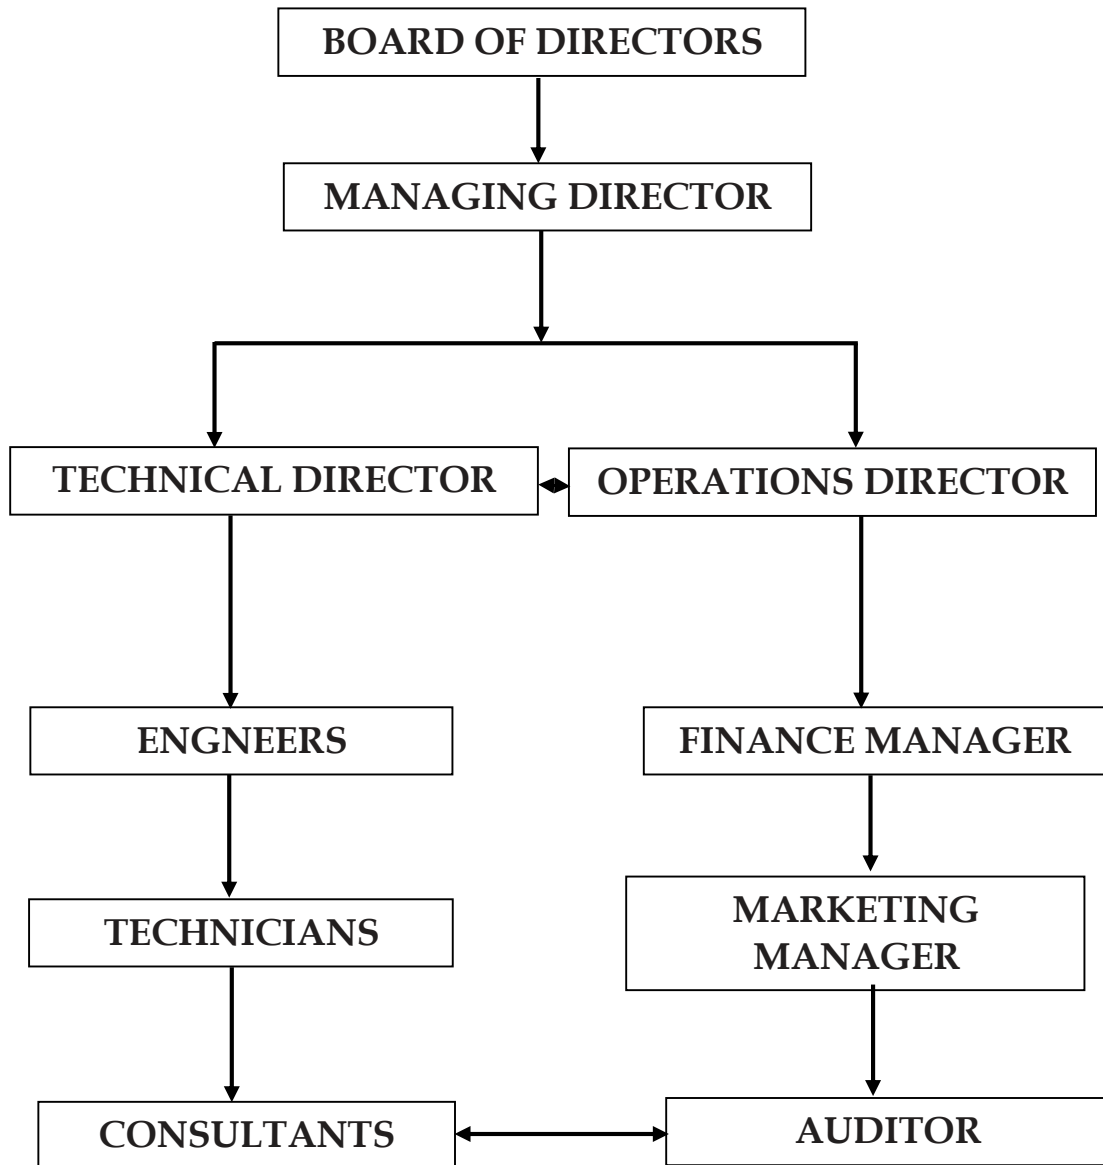 BOARD OF DIRECTORS
MANAGING DIRECTOR
TECHNICAL DIRECTOR
OPERATIONS DIRECTOR
ENGNEERS
FINANCE MANAGER
TECHNICIANS
MARKETING
MANAGER
CONSULTANTS
AUDITOR